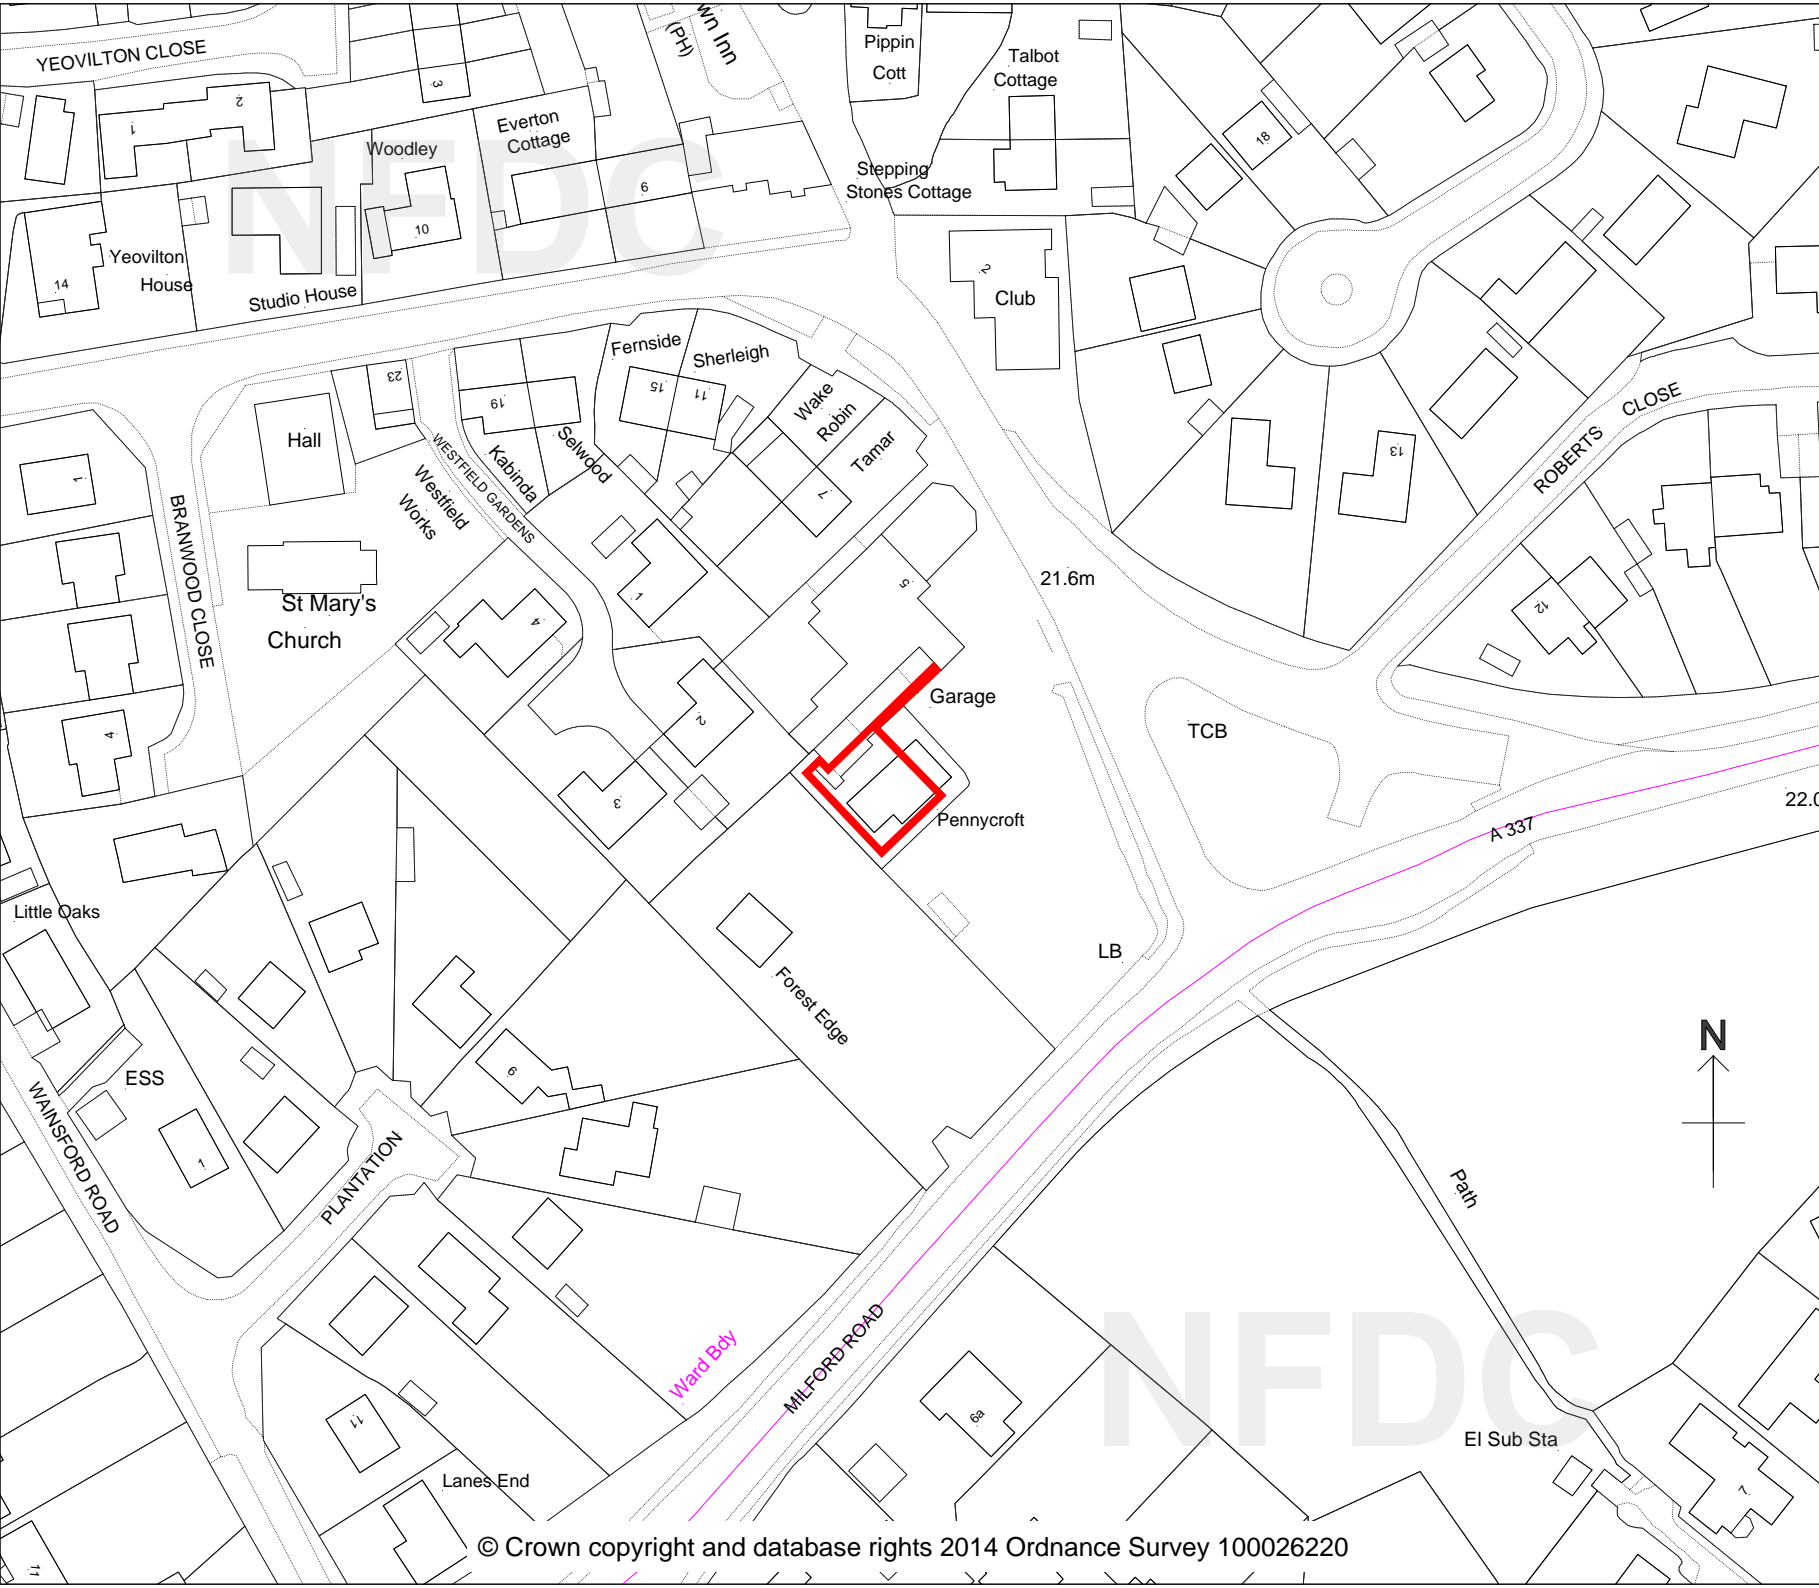 YEOVILTON CLOSE
wn Inn
(PH)
Pippin
Cott
Talbot
Cottage
3
2
1
Everton
Cottage
Woodley
18
NFDC
Stepping
Stones Cottage
9
10
Yeovilton
House
14
Studio House
2
Club
Fernside
Sherleigh
23
15
11
19
Wake
Robin
Tamar
CLOSE
ROBERTS
Hall
Selwood
Kabinda
WESTFIELD GARDENS
Westfield
Works
7
13
1
BRANWOOD CLOSE
21.6m
5
1
4
12
St Mary's
Church
Garage
TCB
2
4
3
Pennycroft
A 337
22.0
Little Oaks
LB
Forest Edge
N
ESS
6
WAINSFORD ROAD
1
PLANTATION
Path
MILFORD ROAD
Ward Bdy
NFDC
11
6a
El Sub Sta
Lanes End
7
11
© Crown copyright and database rights 2014 Ordnance Survey 100026220